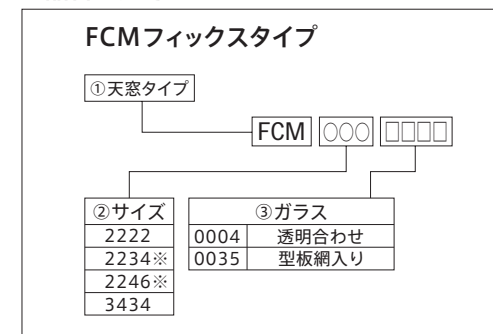 FCMフィックスタイプ
①天窓タイプ
FCM ○○○ □□□□
②サイズ
2222
2234※
2246※
3434
③ガラス
0004 透明合わせ
0035 型板網入り